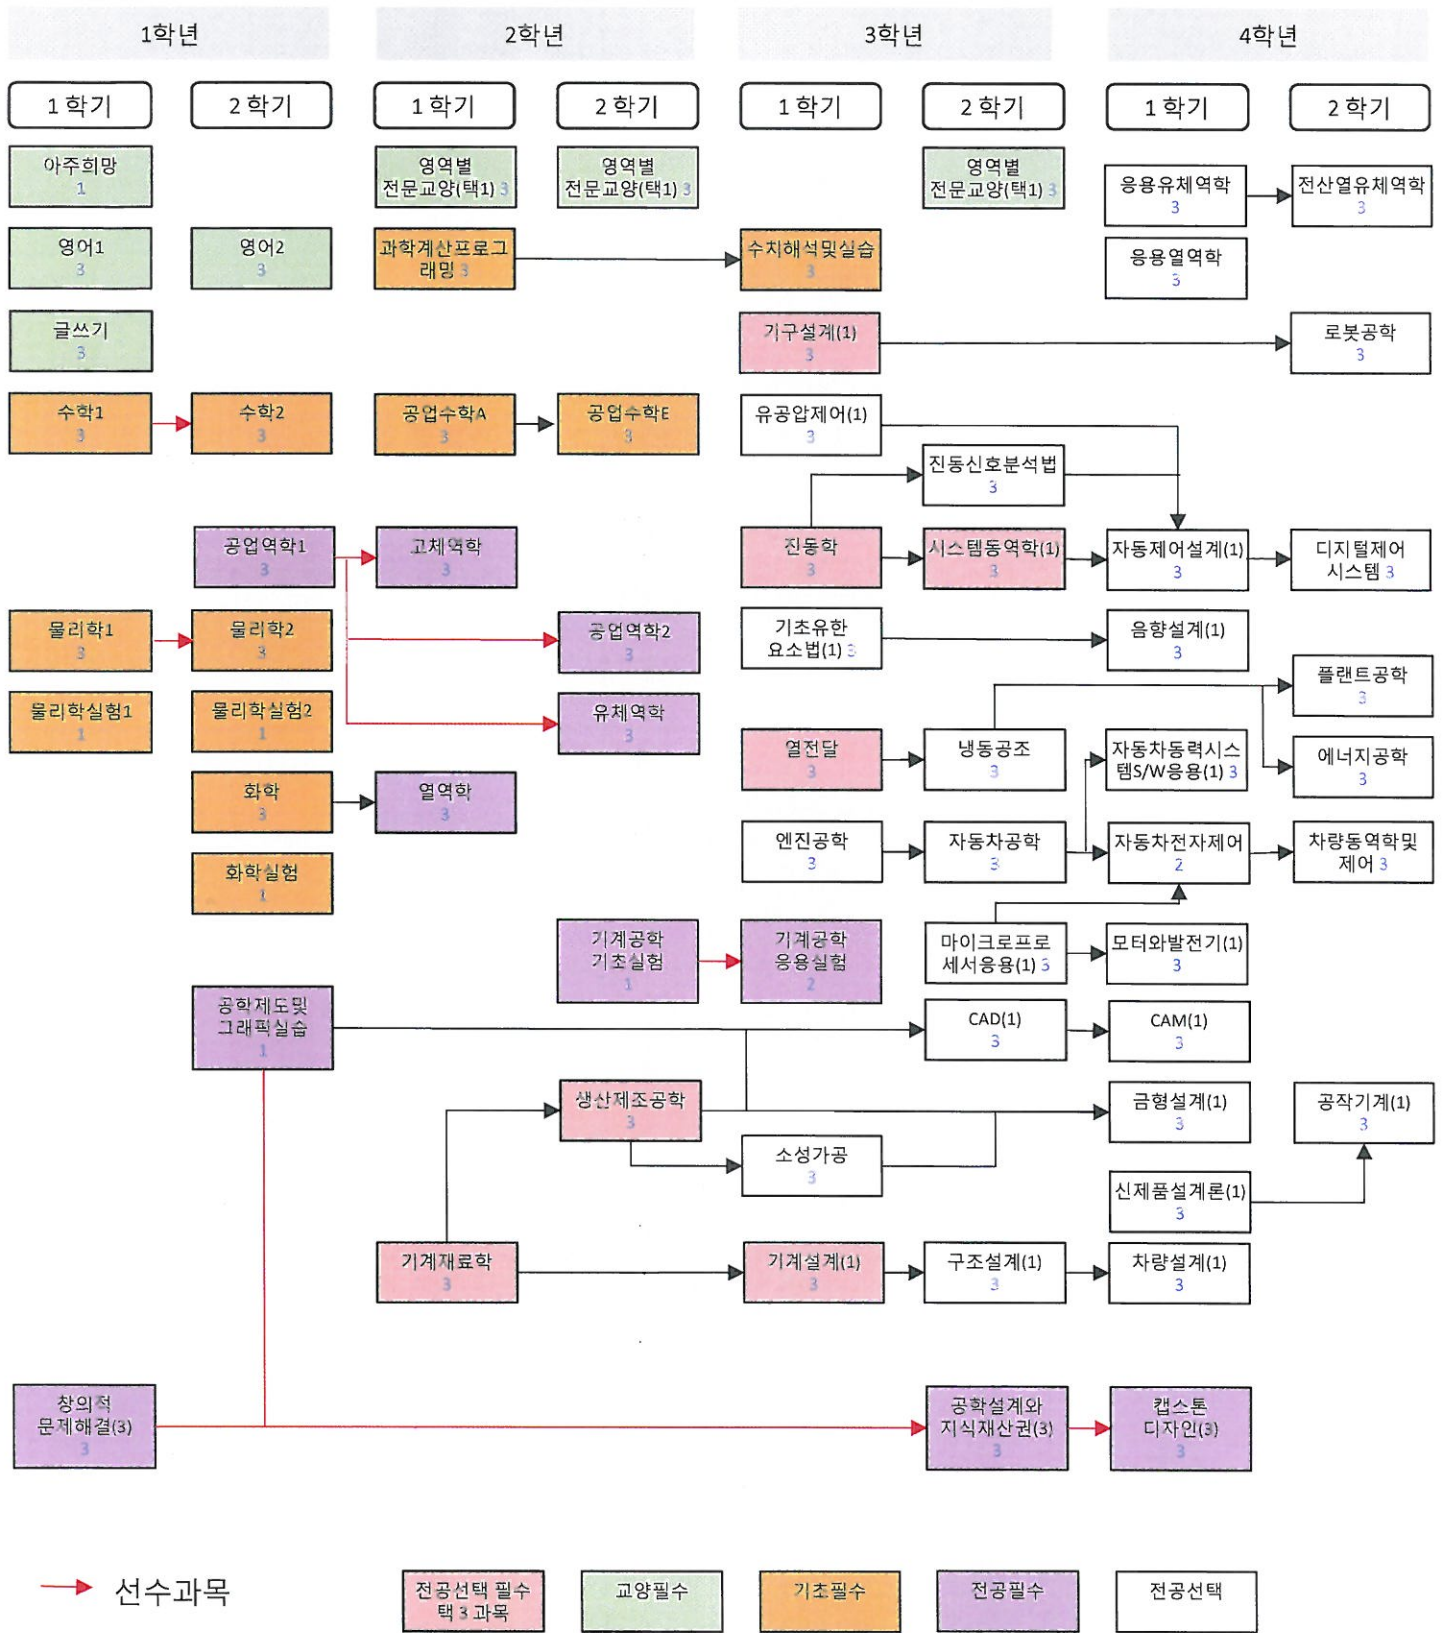 1학년
2학년
3학년
4학년
1 학기
2 학기
1 학기
2 학기
1 학기
2 학기
1 학기
2 학기
아주희망
1
영역별
전문교양(택1) 3
영역별
전문교양(택1) 3
영역별
전문교양(택1) 3
응용유체역학
3
전산열유체역학
3
영어1
3
영어2
3
과학계산프로그
래밍 3
수치해석및실습
3
응용열역학
3
글쓰기
3
기구설계(1)
3
로봇공학
3
수학1
3
수학2
3
공업수학A
3
공업수학E
3
유공압제어(1)
3
진동신호분석법
3
공업역학1
3
고체역학
3
진동학
3
시스템동역학(1)
3
자동제어설계(1)
3
디지털제어
시스템 3
물리학1
3
물리학2
3
공업역학2
3
기초유한
요소법(1) 3
음향설계(1)
3
플랜트공학
3
물리학실험1
1
물리학실험2
1
유체역학
3
열전달
3
냉동공조
3
자동차동력시스
템S/W응용(1) 3
에너지공학
3
화학
3
열역학
3
엔진공학
3
자동차공학
3
자동차전자제어
2
차량동역학및
제어 3
화학실험
1
기계공학
기초실험
1
기계공학
응용실험
2
마이크로프로
세서응용(1) 3
모터와발전기(1)
3
공학제도및
그래픽실습
1
CAD(1)
3
CAM(1)
3
생산제조공학
3
금형설계(1)
3
공작기계(1)
3
소성가공
3
신제품설계론(1)
3
기계재료학
3
기계설계(1)
3
구조설계(1)
3
차량설계(1)
3
창의적
문제해결(3)
3
공학설계와
지식재산권(3)
3
캡스톤
디자인(3)
3
선수과목
전공선택 필수
택 3 과목
교양필수
기초필수
전공필수
전공선택